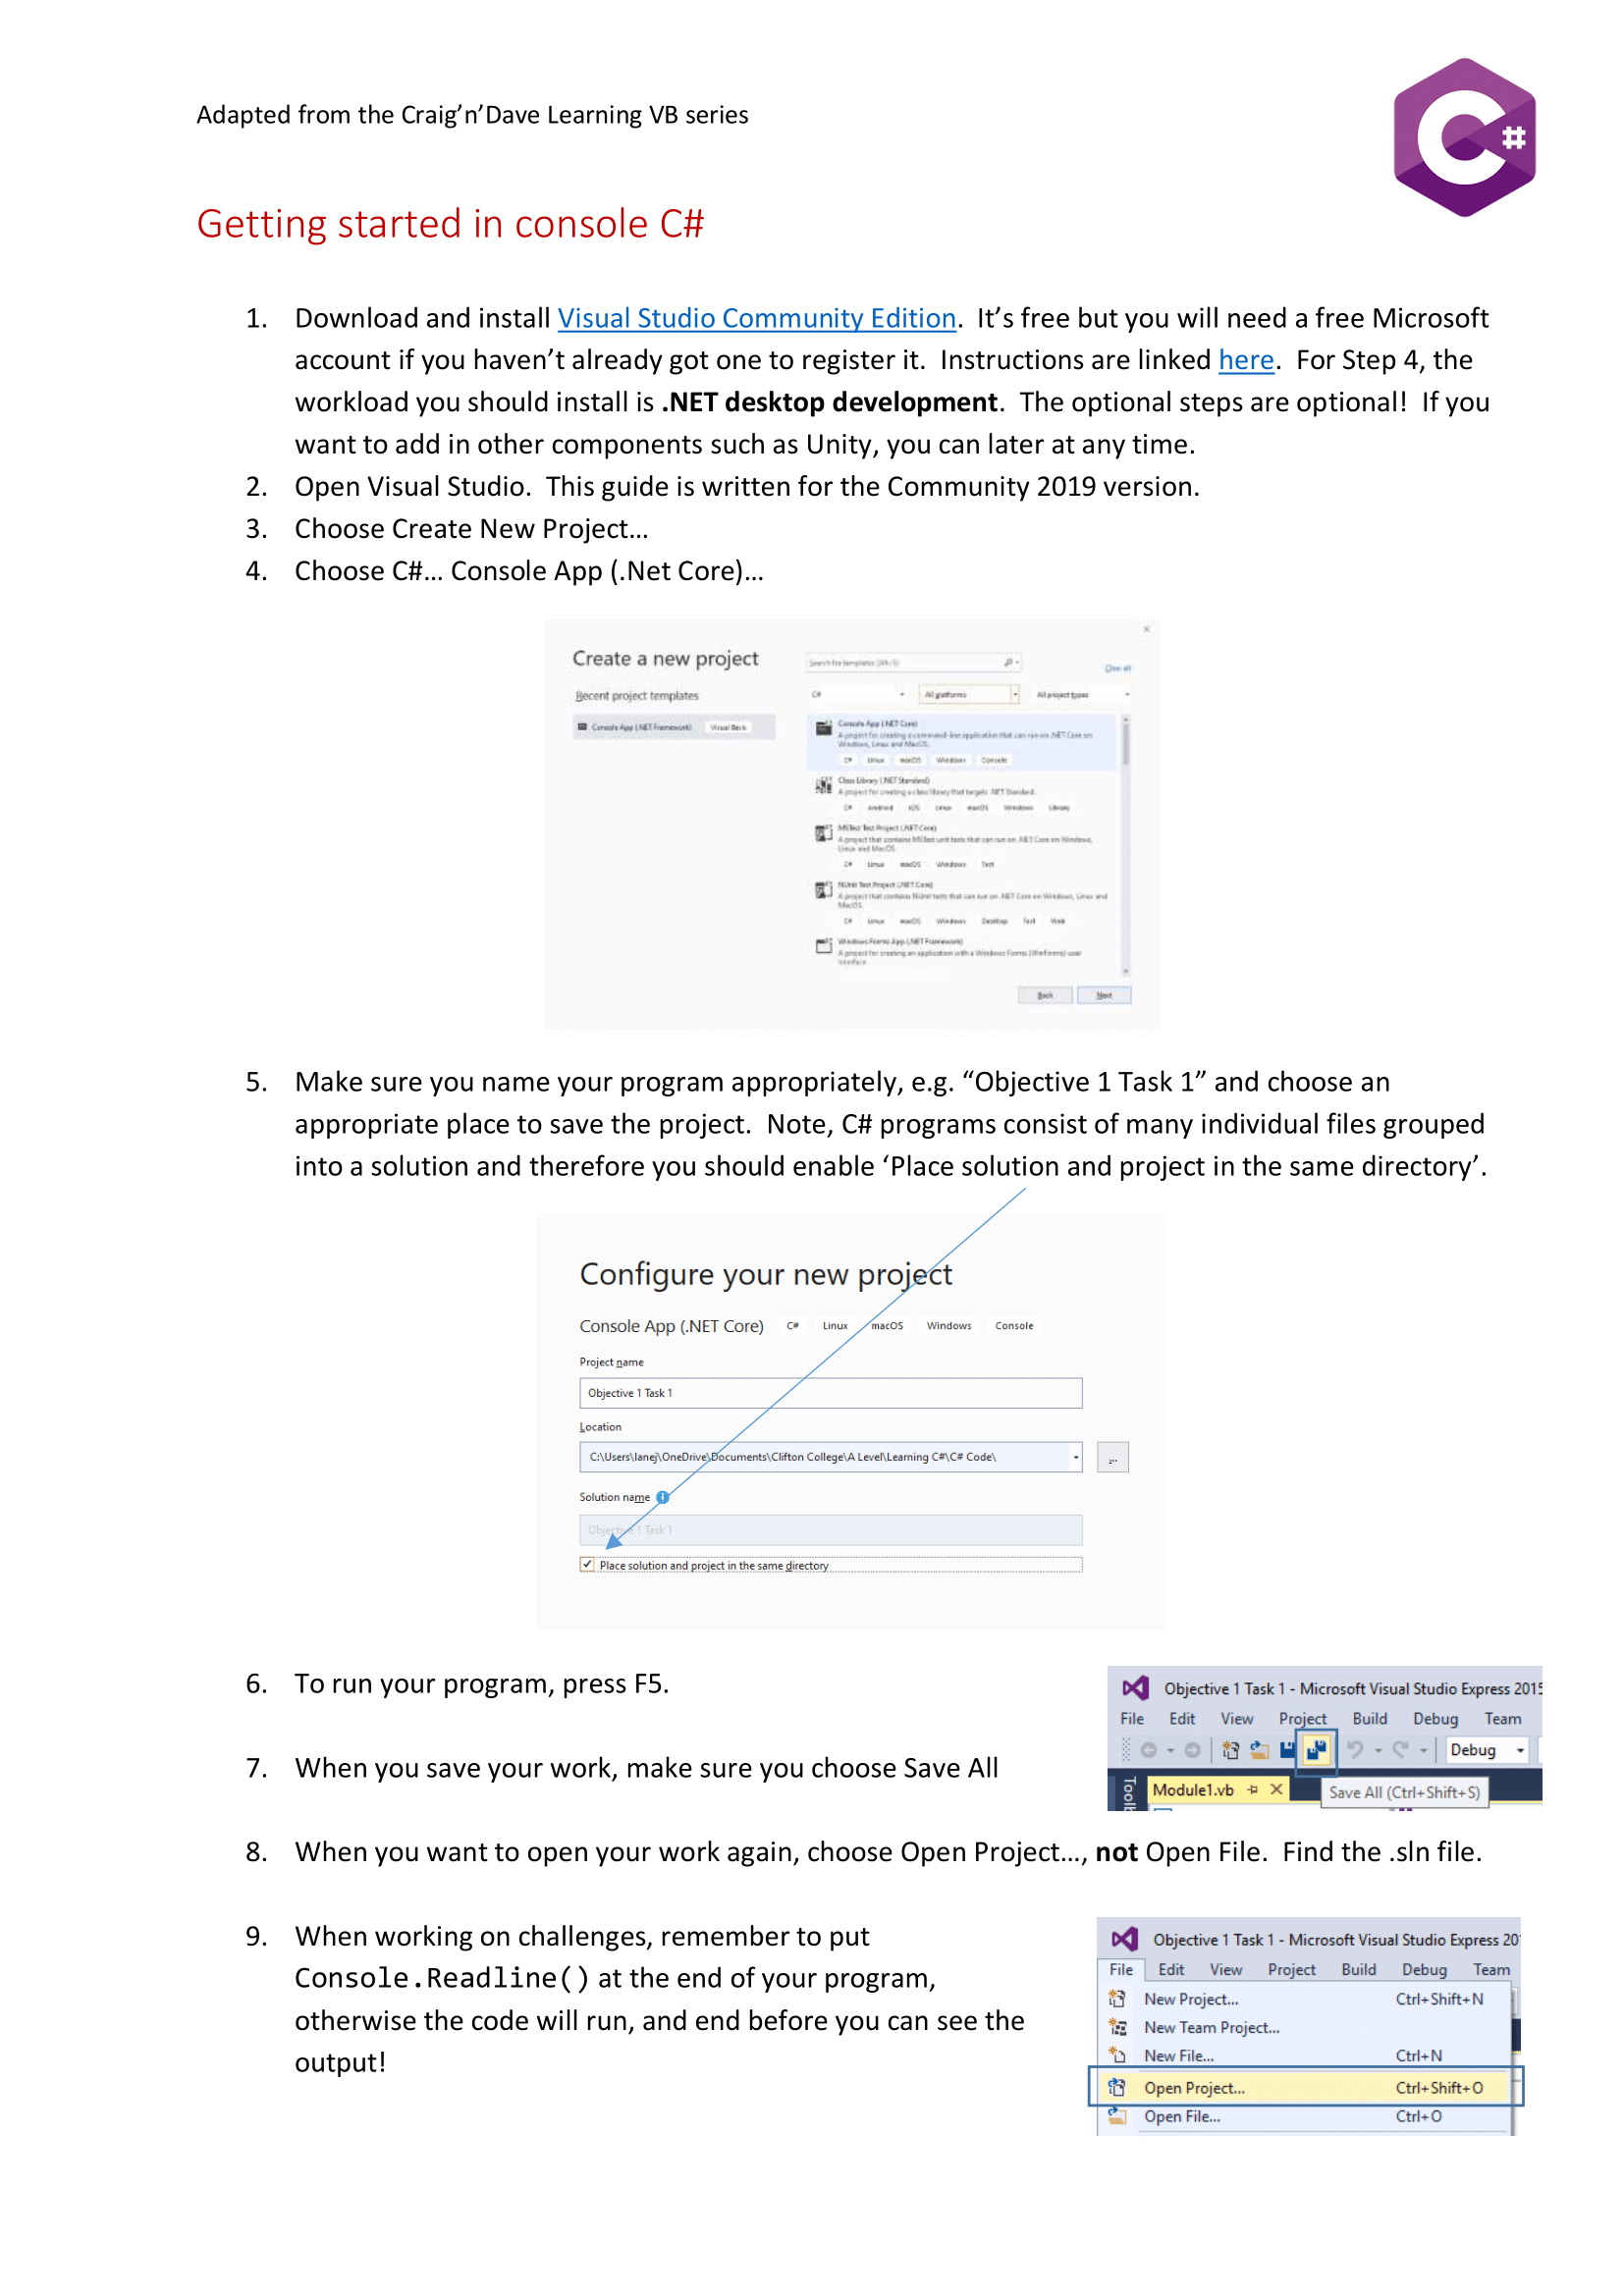 Adapted from the Craig’n’Dave Learning VB series
C #
Getting started in console C#
1. Download and install Visual Studio Community Edition.  It’s free but you will need a free Microsoft
account if you haven’t already got one to register it.  Instructions are linked here.  For Step 4, the
workload you should install is .NET desktop development.  The optional steps are optional!  If you
want to add in other components such as Unity, you can later at any time.
2. Open Visual Studio.  This guide is written for the Community 2019 version.
3. Choose Create New Project…
4. Choose C#… Console App (.Net Core)…
Create a new project
Search for templates (Alt+S)
Clear all
Recent project templates
C# All platforms All project types
Console App (.NET Framework) Visual Basic
Console App (.NET Core)
A project for creating a command-line application that can run on .NET Core on
Windows, Linux and MacOS.
C# Linux macOS Windows Console
Class Library (.NET Standard)
A project for creating a class library that targets .NET Standard.
C# Android iOS Linux macOS Windows Library
MSTest Test Project (.NET Core)
A project that contains MSTest unit tests that can run on .NET Core on Windows,
Linux and MacOS.
C# Linux macOS Windows Test
NUnit Test Project (.NET Core)
A project that contains NUnit tests that can run on .NET Core on Windows, Linux and
MacOS.
C# Linux macOS Windows Desktop Test Web
Windows Forms App (.NET Framework)
A project for creating an application with a Windows Forms (WinForms) user
interface
Back Next
5. Make sure you name your program appropriately, e.g. “Objective 1 Task 1” and choose an
appropriate place to save the project.  Note, C# programs consist of many individual files grouped
into a solution and therefore you should enable ‘Place solution and project in the same directory’.
Configure your new project
Console App (.NET Core) C# Linux macOS Windows Console
Project name
Objective 1 Task 1
Location
C:\Users\lanej\OneDrive\Documents\Clifton College\A Level\Learning C#\C# Code\
...
Solution name
Objective 1 Task 1
Place solution and project in the same directory
6. To run your program, press F5.
Objective 1 Task 1 - Microsoft Visual Studio Express 2015
File Edit View Project Build Debug Team
Debug
7. When you save your work, make sure you choose Save All
Toolb
Module1.vb
Save All (Ctrl+Shift+S)
8. When you want to open your work again, choose Open Project…, not Open File.  Find the .sln file.
9. When working on challenges, remember to put
Console.Readline() at the end of your program,
otherwise the code will run, and end before you can see the
output!
Objective 1 Task 1 - Microsoft Visual Studio Express 20
File Edit View Project Build Debug Team
New Project... Ctrl+Shift+N
New Team Project...
New File... Ctrl+N
Open Project... Ctrl+Shift+O
Open File... Ctrl+O